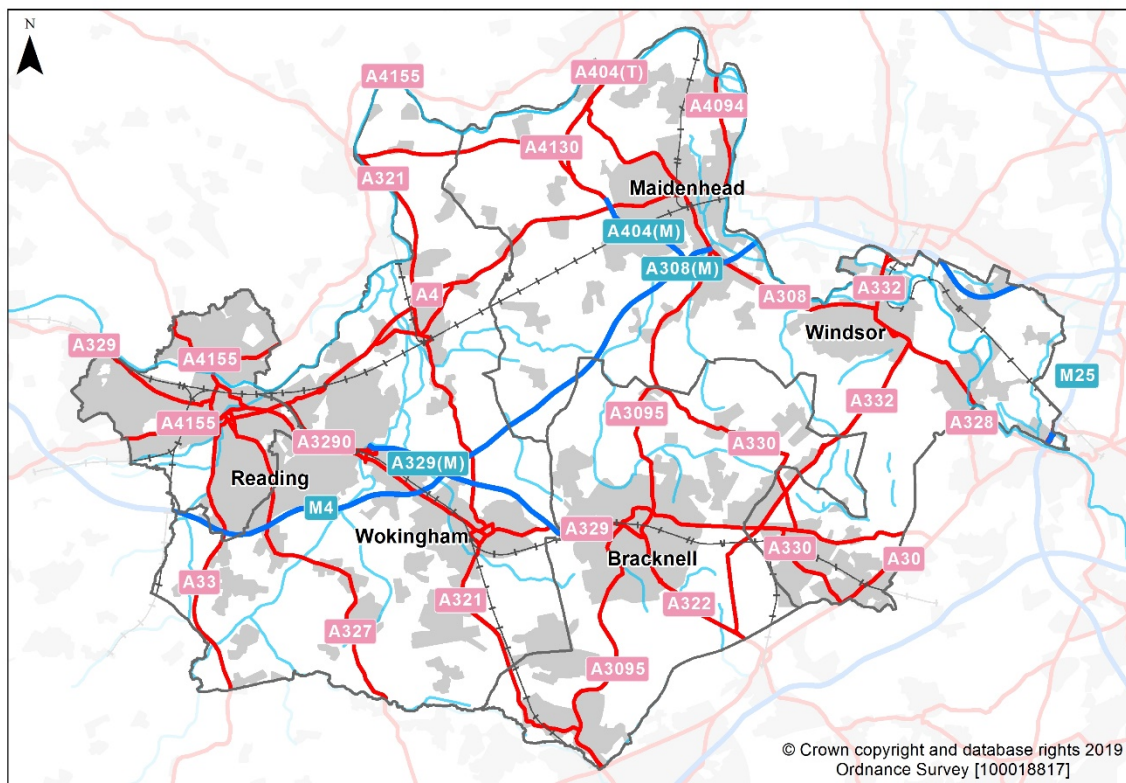 N
A4155
A404(T)
A4094
A4130
A321
Maidenhead
A404(M)
A308(M)
A4
A308
A332
Windsor
A329
A4155
M25
A4155
A3095
A332
A328
A3290
A330
A329(M)
Reading
M4
Wokingham
A329
Bracknell
A330
A30
A33
A321
A322
A327
A3095
© Crown copyright and database rights 2019
Ordnance Survey [100018817]